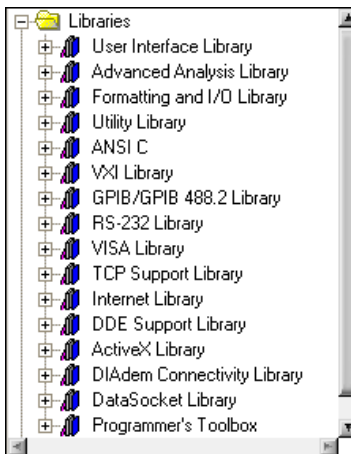 Libraries
User Interface Library
Advanced Analysis Library
Formatting and I/O Library
Utility Library
ANSI C
VXI Library
GPIB/GPIB 488.2 Library
RS-232 Library
VISA Library
TCP Support Library
Internet Library
DDE Support Library
ActiveX Library
DIAdem Connectivity Library
DataSocket Library
Programmer's Toolbox